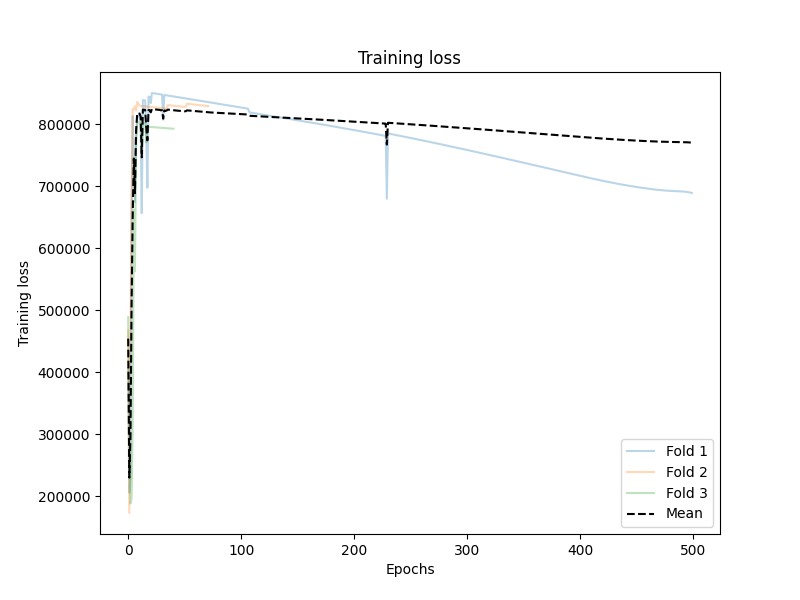 Training loss
Training loss
800000
700000
600000
500000
400000
300000
200000
0
100
200
300
400
500
Epochs
Fold 1
Fold 2
Fold 3
Mean